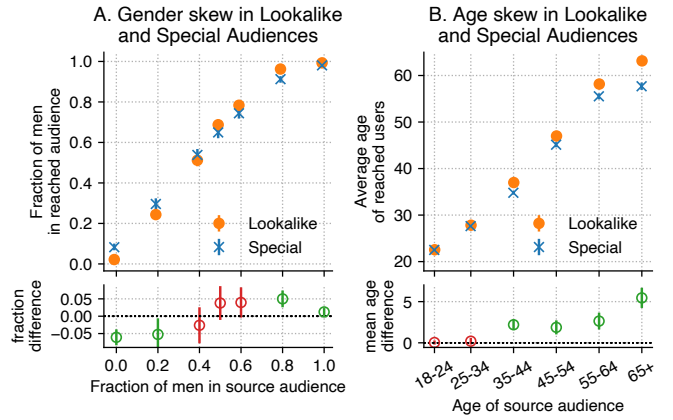 A. Gender skew in Lookalike
and Special Audiences
Fraction of men
in reached audience
1.0
0.8
0.6
0.4
0.2
0.0
Lookalike
Special
fraction
difference
0.05
0.00
−0.05
0.0 0.2 0.4 0.6 0.8 1.0
Fraction of men in source audience
B. Age skew in Lookalike
and Special Audiences
Average age
of reached users
60
50
40
30
20
Lookalike
Special
mean age
difference
5
0
18-24 25-34 35-44 45-54 55-64 65+
Age of source audience